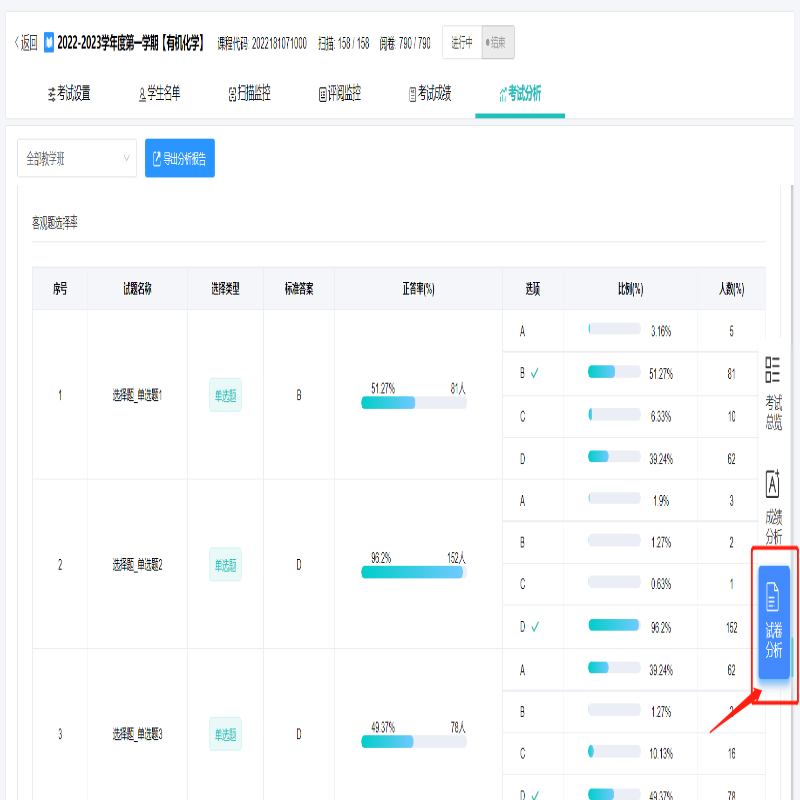 返回 2022-2023学年度第一学期【有机化学】 课程代码: 2022181071000 扫描: 158 / 158 阅卷: 790 / 790 进行中 结束
考试设置 学生名单 扫描监控 评阅监控 考试成绩 考试分析
全部教学班 导出分析报告
客观题选择率
序号 试题名称 选择类型 标准答案 正答率(%) 选项 比例(%) 人数(%)
1 选择题_单选题1 单选题 B 51.27% 81人
A 3.16% 5
B 51.27% 81
C 6.33% 10
D 39.24% 62
2 选择题_单选题2 单选题 D 96.2% 152人
A 1.9% 3
B 1.27% 2
C 0.63% 1
D 96.2% 152
3 选择题_单选题3 单选题 D 49.37% 78人
A 39.24% 62
B 1.27% 2
C 10.13% 16
D 49.37% 78
考试
总览
A
成绩
分析
试卷
分析